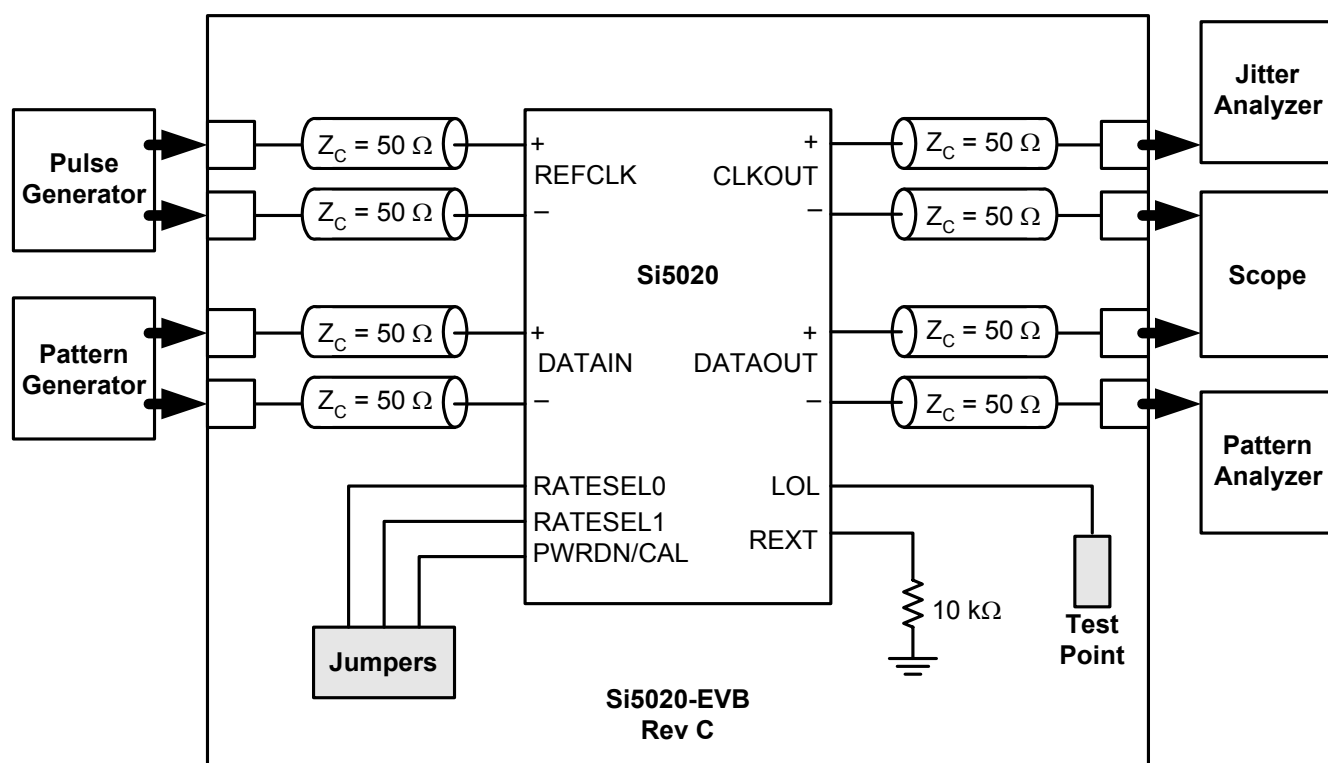 Pulse
Generator
Pattern
Generator
Z_C = 50 Ω
Z_C = 50 Ω
Z_C = 50 Ω
Z_C = 50 Ω
+
REFCLK
−
+
DATAIN
−
RATESEL0
RATESEL1
PWRDN/CAL
Jumpers
Si5020
+
CLKOUT
−
+
DATAOUT
−
LOL
REXT
10 kΩ
Test
Point
Z_C = 50 Ω
Z_C = 50 Ω
Z_C = 50 Ω
Z_C = 50 Ω
Jitter
Analyzer
Scope
Pattern
Analyzer
Si5020-EVB
Rev C